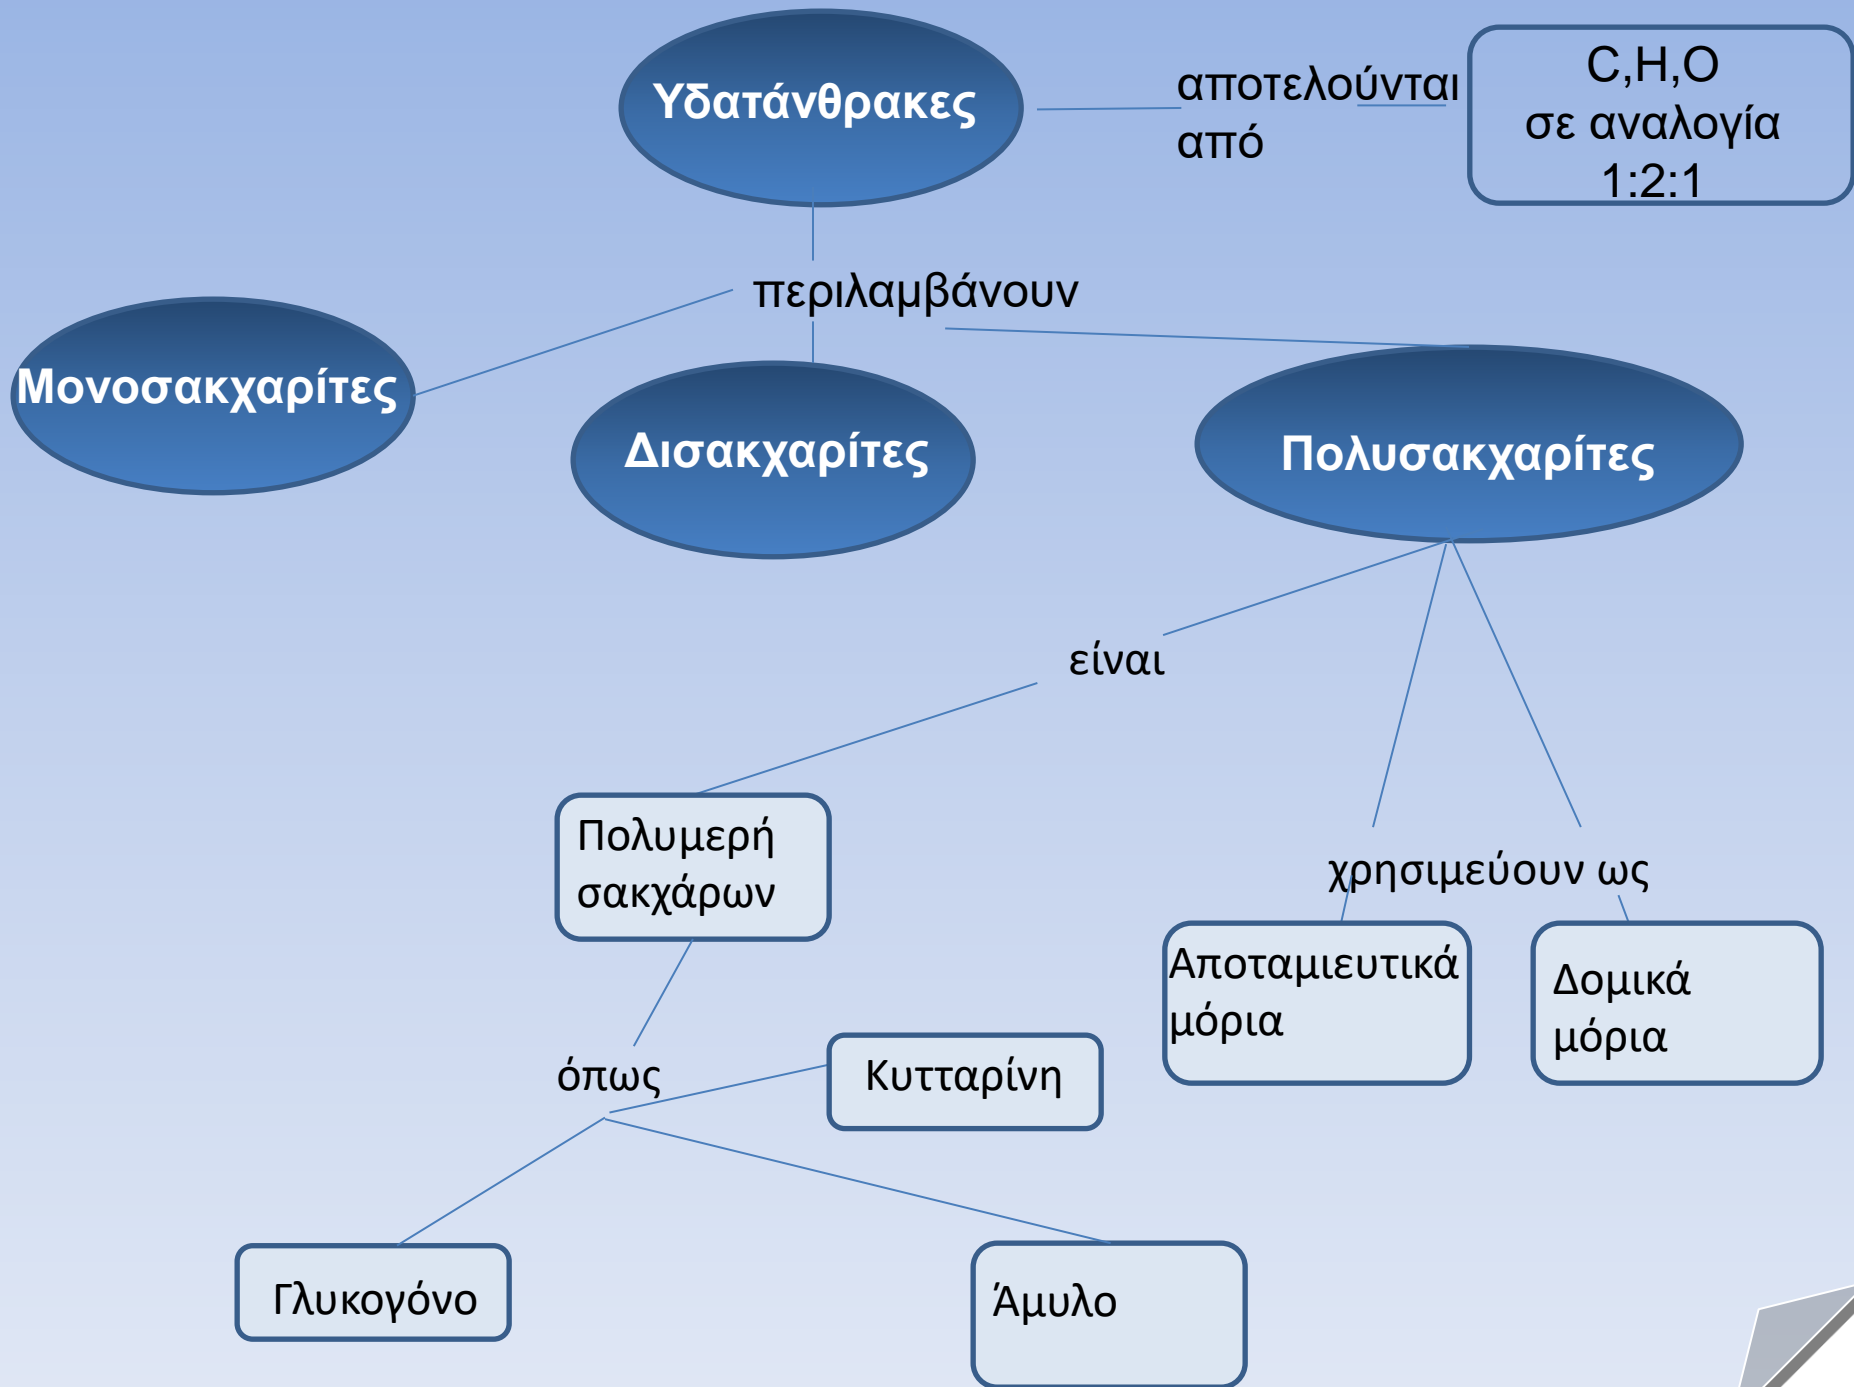 Υδατάνθρακες
αποτελούνται
από
C,H,O
σε αναλογία
1:2:1
περιλαμβάνουν
Μονοσακχαρίτες
Δισακχαρίτες
Πολυσακχαρίτες
είναι
Πολυμερή
σακχάρων
χρησιμεύουν ως
Αποταμιευτικά
μόρια
Δομικά
μόρια
όπως
Κυτταρίνη
Γλυκογόνο
Άμυλο